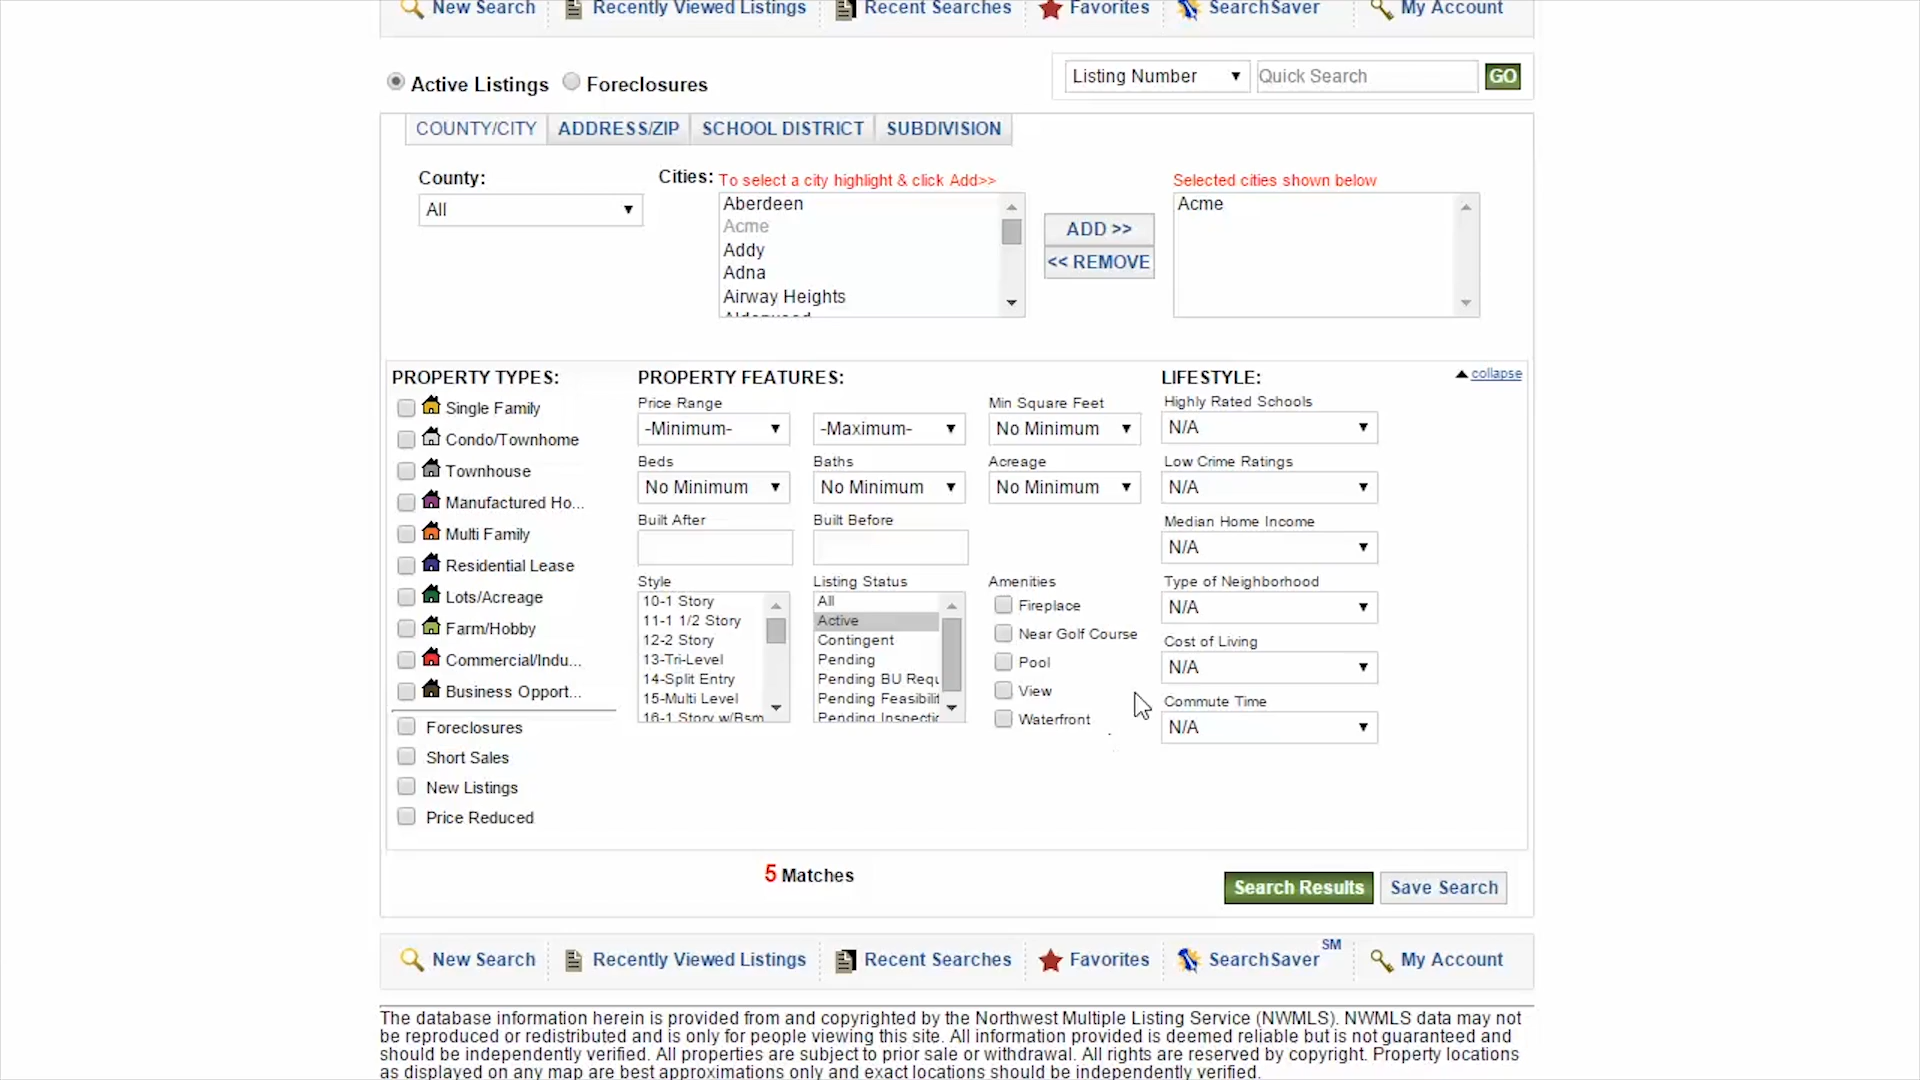 New Search Recently Viewed Listings Recent Searches Favorites SearchSaver My Account
Active Listings Foreclosures
Listing Number Quick Search GO
COUNTY/CITY ADDRESS/ZIP SCHOOL DISTRICT SUBDIVISION
County:
All
Cities: To select a city highlight & click Add>>
Aberdeen
Acme
Addy
Adna
Airway Heights
Alderwood
ADD >>
<< REMOVE
Selected cities shown below
Acme
collapse
PROPERTY TYPES:
Single Family
Condo/Townhome
Townhouse
Manufactured Ho...
Multi Family
Residential Lease
Lots/Acreage
Farm/Hobby
Commercial/Indu...
Business Opport...
Foreclosures
Short Sales
New Listings
Price Reduced
PROPERTY FEATURES:
Price Range
-Minimum- -Maximum-
Min Square Feet
No Minimum
Beds Baths Acreage
No Minimum No Minimum No Minimum
Built After Built Before
Style
10-1 Story
11-1 1/2 Story
12-2 Story
13-Tri-Level
14-Split Entry
15-Multi Level
16-1 Story w/Bsm
Listing Status
All
Active
Contingent
Pending
Pending BU Requ
Pending Feasibilit
Pending Inspectic
Amenities
Fireplace
Near Golf Course
Pool
View
Waterfront
LIFESTYLE:
Highly Rated Schools
N/A
Low Crime Ratings
N/A
Median Home Income
N/A
Type of Neighborhood
N/A
Cost of Living
N/A
Commute Time
N/A
5 Matches
Search Results Save Search
New Search Recently Viewed Listings Recent Searches Favorites SearchSaver SM My Account
The database information herein is provided from and copyrighted by the Northwest Multiple Listing Service (NWMLS). NWMLS data may not
be reproduced or redistributed and is only for people viewing this site. All information provided is deemed reliable but is not guaranteed and
should be independently verified. All properties are subject to prior sale or withdrawal. All rights are reserved by copyright. Property locations
as displayed on any map are best approximations only and exact locations should be independently verified.